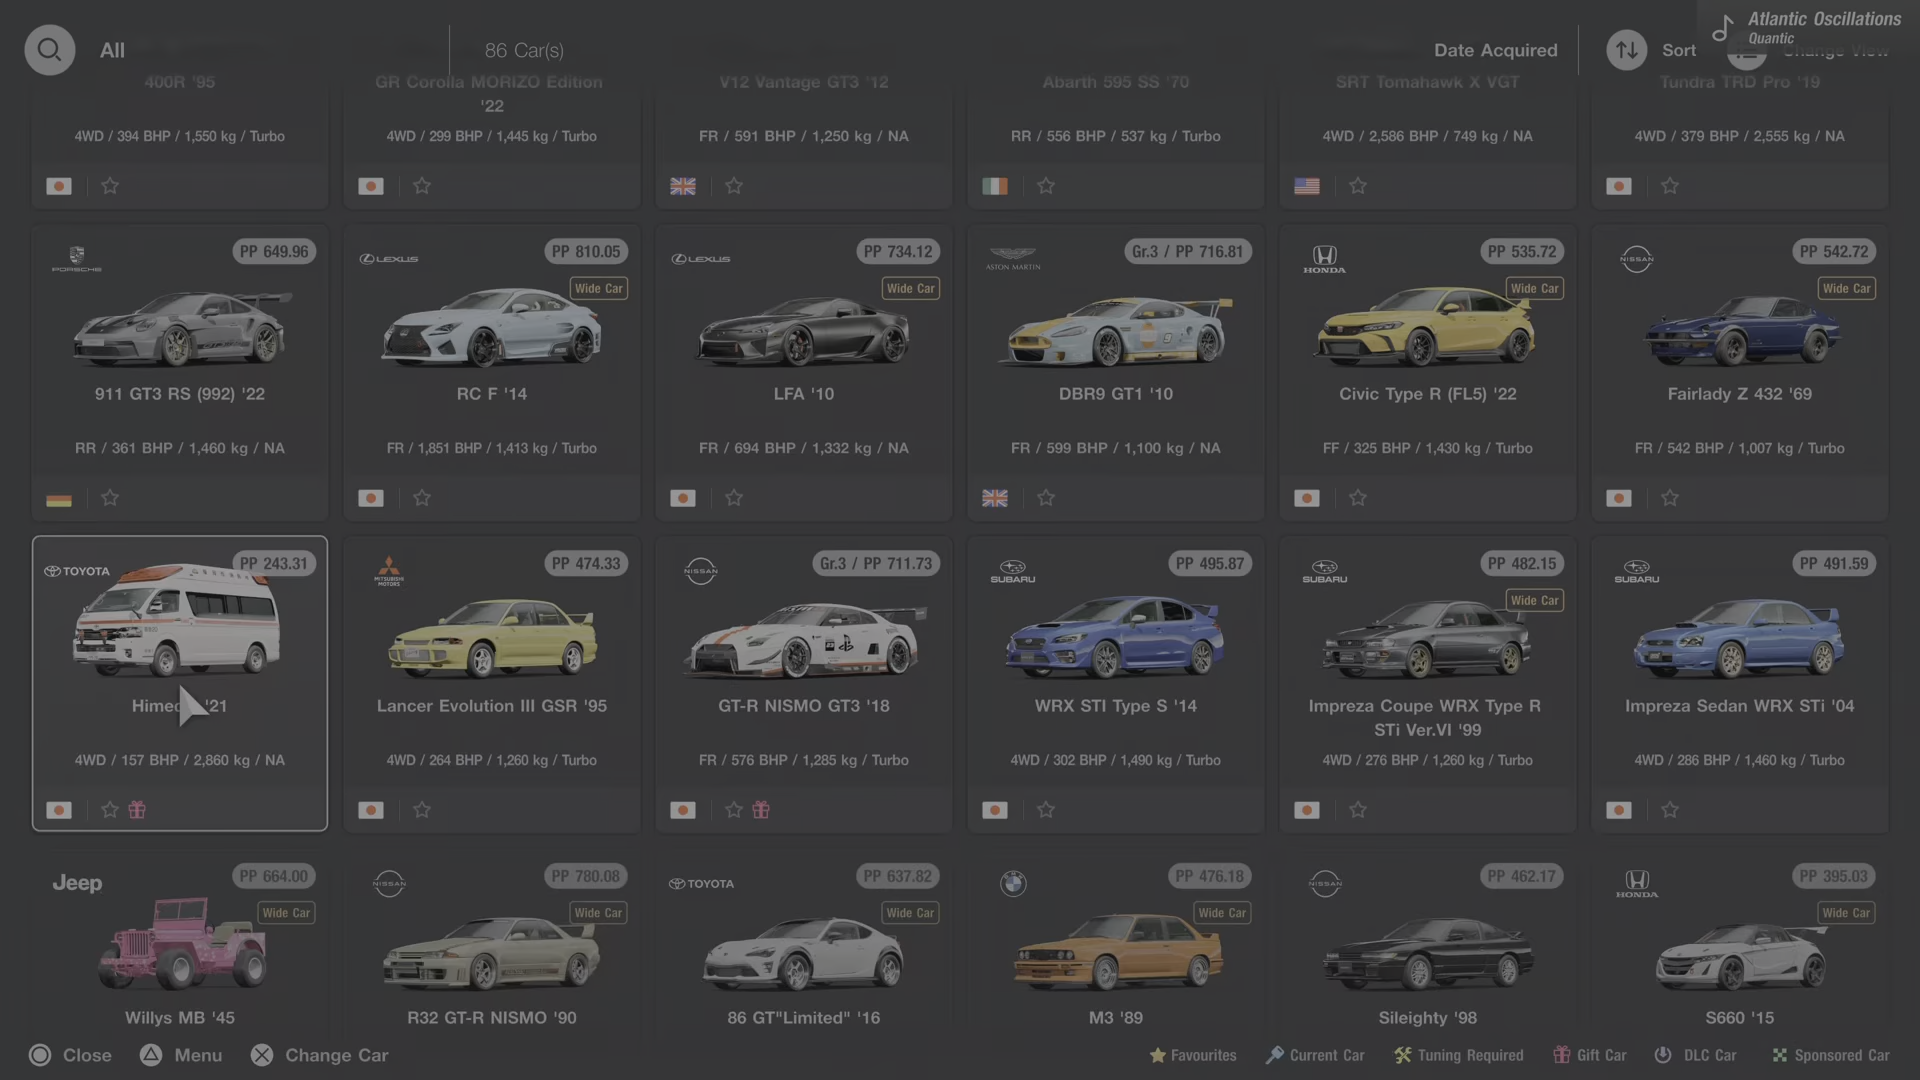 All
86 Car(s)
Date Acquired
Sort
Change View
Atlantic Oscillations
Quantic
400R '95
4WD / 394 BHP / 1,550 kg / Turbo
GR Corolla MORIZO Edition
'22
4WD / 299 BHP / 1,445 kg / Turbo
V12 Vantage GT3 '12
FR / 591 BHP / 1,250 kg / NA
Abarth 595 SS '70
RR / 556 BHP / 537 kg / Turbo
SRT Tomahawk X VGT
4WD / 2,586 BHP / 749 kg / NA
Tundra TRD Pro '19
4WD / 379 BHP / 2,555 kg / NA
PORSCHE
PP 649.96
911 GT3 RS (992) '22
RR / 361 BHP / 1,460 kg / NA
LEXUS
PP 810.05
Wide Car
RC F '14
FR / 1,851 BHP / 1,413 kg / Turbo
LEXUS
PP 734.12
Wide Car
LFA '10
FR / 694 BHP / 1,332 kg / NA
ASTON MARTIN
Gr.3 / PP 716.81
DBR9 GT1 '10
FR / 599 BHP / 1,100 kg / NA
HONDA
PP 535.72
Wide Car
Civic Type R (FL5) '22
FF / 325 BHP / 1,430 kg / Turbo
NISSAN
PP 542.72
Wide Car
Fairlady Z 432 '69
FR / 542 BHP / 1,007 kg / Turbo
TOYOTA
PP 243.31
Himed '21
4WD / 157 BHP / 2,860 kg / NA
MITSUBISHI
MOTORS
PP 474.33
Lancer Evolution III GSR '95
4WD / 264 BHP / 1,260 kg / Turbo
NISSAN
Gr.3 / PP 711.73
GT-R NISMO GT3 '18
FR / 576 BHP / 1,285 kg / Turbo
SUBARU
PP 495.87
WRX STI Type S '14
4WD / 302 BHP / 1,490 kg / Turbo
SUBARU
PP 482.15
Wide Car
Impreza Coupe WRX Type R
STi Ver.VI '99
4WD / 276 BHP / 1,260 kg / Turbo
SUBARU
PP 491.59
Impreza Sedan WRX STi '04
4WD / 286 BHP / 1,460 kg / Turbo
Jeep
PP 664.00
Wide Car
Willys MB '45
NISSAN
PP 780.08
Wide Car
R32 GT-R NISMO '90
TOYOTA
PP 637.82
Wide Car
86 GT"Limited" '16
PP 476.18
Wide Car
M3 '89
NISSAN
PP 462.17
Sileighty '98
HONDA
PP 395.03
Wide Car
S660 '15
Close
Menu
Change Car
Favourites
Current Car
Tuning Required
Gift Car
DLC Car
Sponsored Car